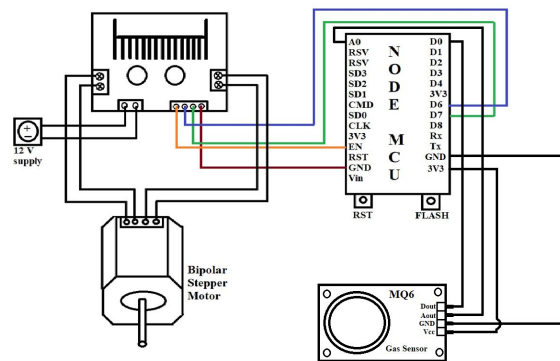 12 V
supply
Bipolar
Stepper
Motor
NODE MCU
A0
RSV
RSV
SD3
SD2
SD1
CMD
SD0
CLK
3V3
EN
RST
GND
Vin
D0
D1
D2
D3
D4
3V3
D6
D7
D8
Rx
Tx
GND
3V3
RST
FLASH
MQ6
Dout
Aout
GND
Vcc
Gas Sensor